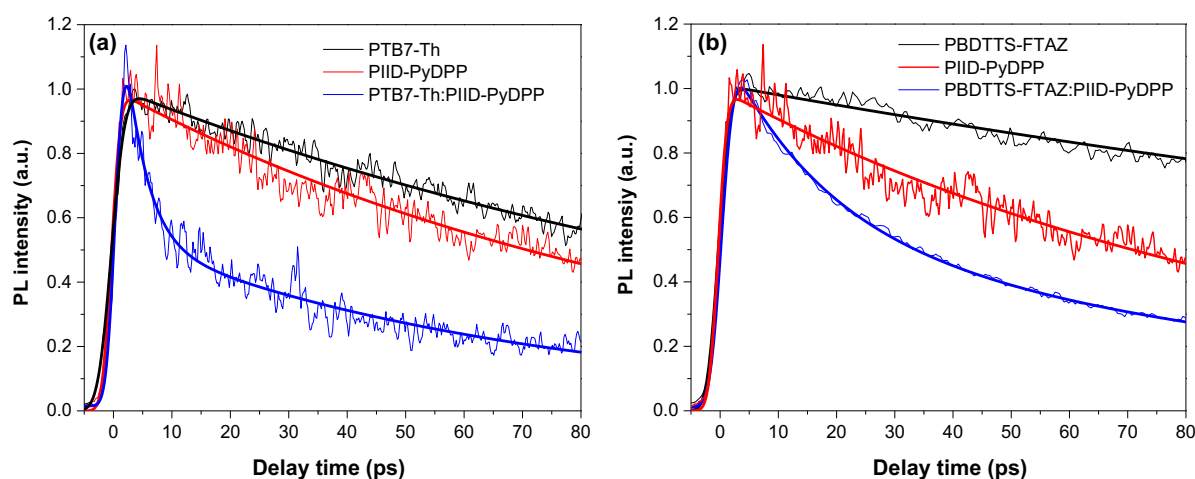 (a)
PTB7-Th
PIID-PyDPP
PTB7-Th:PIID-PyDPP
PL intensity (a.u.)
1.2
1.0
0.8
0.6
0.4
0.2
0.0
0 10 20 30 40 50 60 70 80
Delay time (ps)
(b)
PBDTTS-FTAZ
PIID-PyDPP
PBDTTS-FTAZ:PIID-PyDPP
PL intensiy (a.u.)
1.2
1.0
0.8
0.6
0.4
0.2
0.0
0 10 20 30 40 50 60 70 80
Delay time (ps)